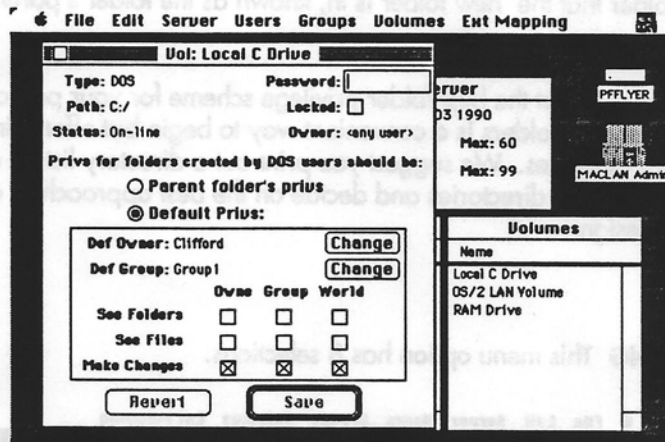 File Edit Server Users Groups Volumes Ext Mapping
Vol: Local C Drive
Type: DOS Password:
Path: C:/ Locked:
Status: On-line Owner: <any user>
Privs for folders created by DOS users should be:
Parent folder's privs
Default Privs:
Def Owner: Clifford Change
Def Group: Group1 Change
Owne Group World
See Folders
See Files
Make Changes
Revert Save
erver
03 1990
Max: 60
Max: 99
PFFLYER
MACLAN Admin
Volumes
Name
Local C Drive
OS/2 LAN Volume
RAM Drive